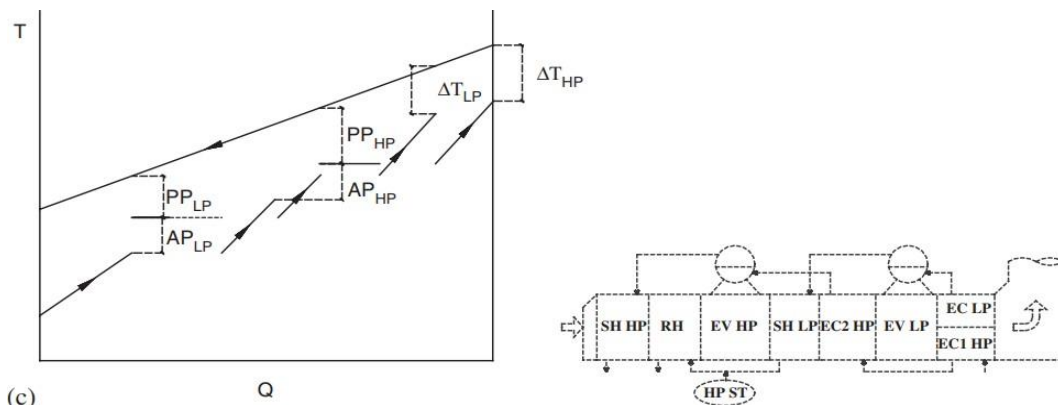 T
ΔT_LP
ΔT_HP
PP_HP
AP_HP
PP_LP
AP_LP
Q
(c)
SH HP
RH
EV HP
SH LP
EC2 HP
EV LP
EC LP
EC1 HP
HP ST